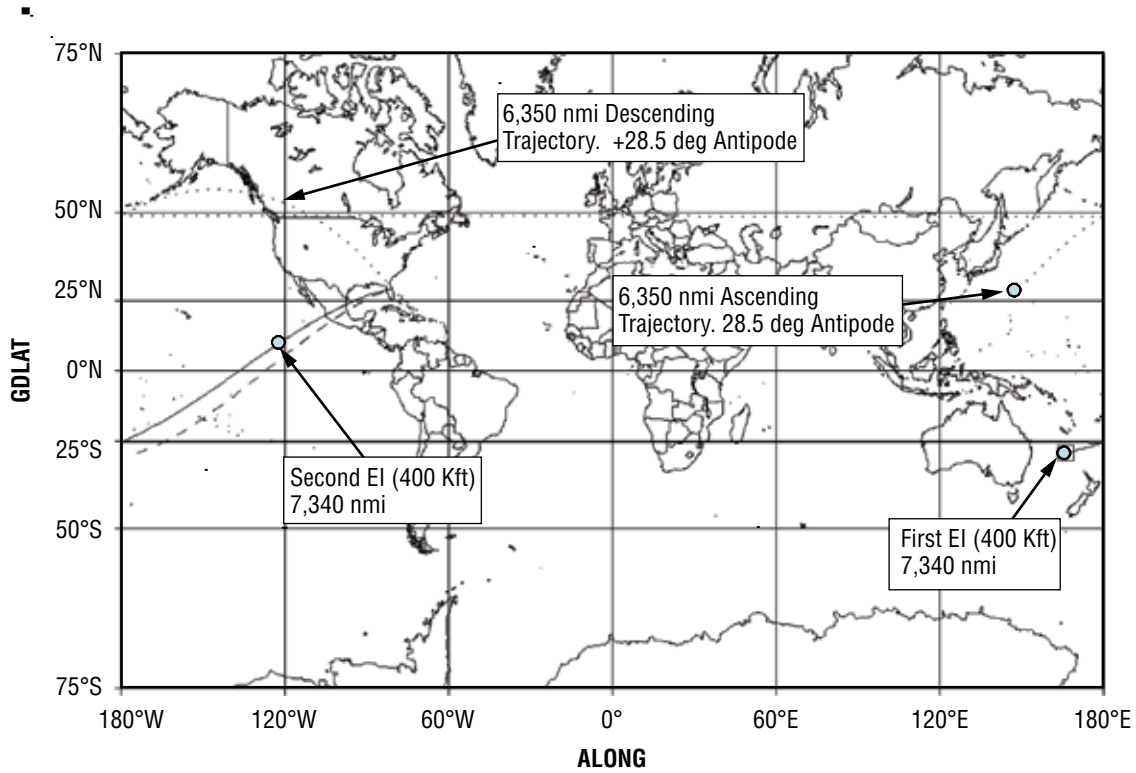 75°N
6,350 nmi Descending
Trajectory.  +28.5 deg Antipode
50°N
25°N
6,350 nmi Ascending
Trajectory. 28.5 deg Antipode
0°N
GDLAT
25°S
Second EI (400 Kft)
7,340 nmi
50°S
First EI (400 Kft)
7,340 nmi
75°S
180°W 120°W 60°W 0° 60°E 120°E 180°E
ALONG